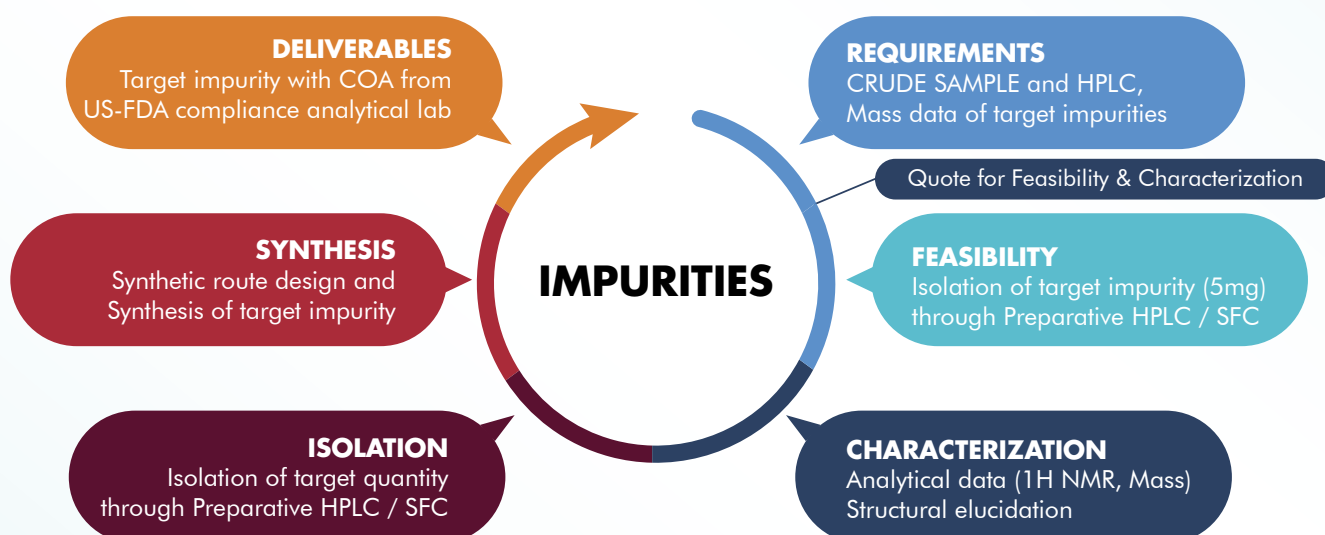 DELIVERABLES
Target impurity with COA from
US-FDA compliance analytical lab
REQUIREMENTS
CRUDE SAMPLE and HPLC,
Mass data of target impurities
Quote for Feasibility & Characterization
SYNTHESIS
Synthetic route design and
Synthesis of target impurity
IMPURITIES
FEASIBILITY
Isolation of target impurity (5mg)
through Preparative HPLC / SFC
ISOLATION
Isolation of target quantity
through Preparative HPLC / SFC
CHARACTERIZATION
Analytical data (1H NMR, Mass)
Structural elucidation